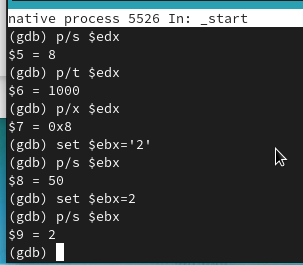 native process 5526 In: _start
(gdb) p/s $edx
$5 = 8
(gdb) p/t $edx
$6 = 1000
(gdb) p/x $edx
$7 = 0x8
(gdb) set $ebx='2'
(gdb) p/s $ebx
$8 = 50
(gdb) set $ebx=2
(gdb) p/s $ebx
$9 = 2
(gdb)